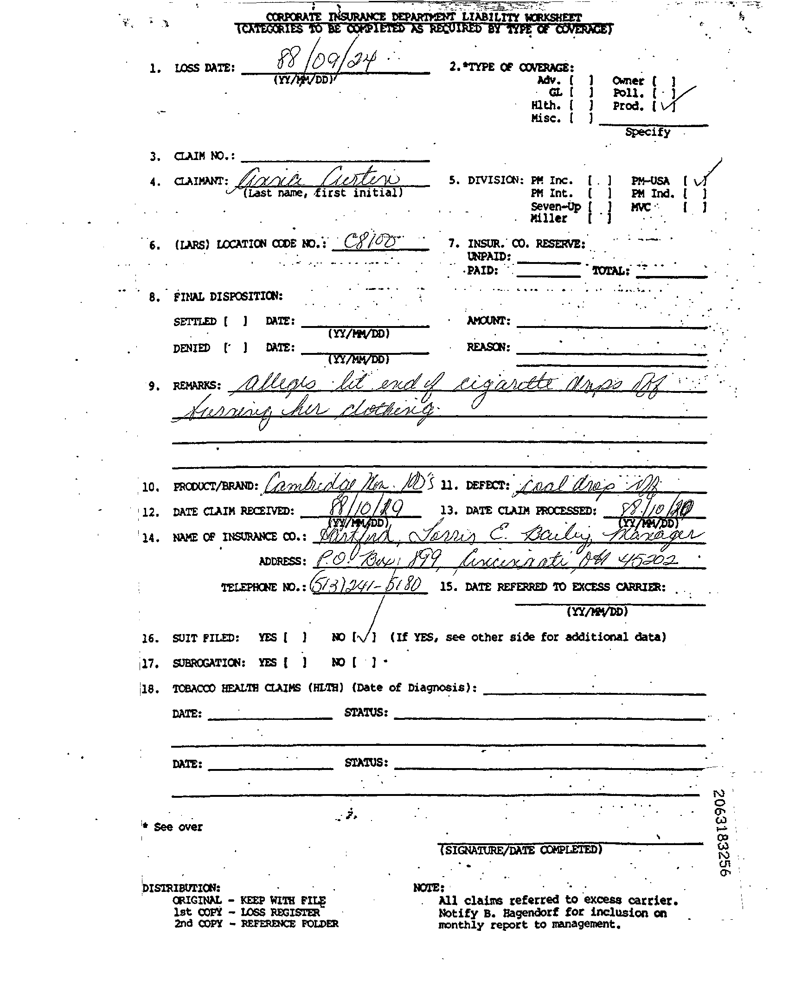 CORPORATE INSURANCE DEPARTMENT LIABILITY WORKSHEET
(CATEGORIES TO BE COMPLETED AS REQUIRED BY TYPE OF COVERAGE)
1. LOSS DATE: 88/09/24 2.*TYPE OF COVERAGE:
(YY/MM/DD) Adv. [ ] Owner [ ]
GL [ ] Poll. [ ]
Hlth. [ ] Prod. [✓]
Misc. [ ]
Specify
3. CLAIM NO.:
4. CLAIMANT: 5. DIVISION: PM Inc. [ ] PM-USA [✓]
(Last name, first initial) PM Int. [ ] PM Ind. [ ]
Seven-Up [ ] MVC [ ]
Miller [ ]
6. (LARS) LOCATION CODE NO.: C8100 7. INSUR. CO. RESERVE:
UNPAID:
PAID: TOTAL:
8. FINAL DISPOSITION:
SETTLED [ ] DATE: AMOUNT:
(YY/MM/DD)
DENIED [ ] DATE: REASON:
(YY/MM/DD)
9. REMARKS: Alleges lit end of cigarette drops off
burning her clothing.
10. PRODUCT/BRAND: Cambridge Men. 100's 11. DEFECT: coal drop off
12. DATE CLAIM RECEIVED: 88/10/19 13. DATE CLAIM PROCESSED: 88/10/20
(YY/MM/DD) (YY/MM/DD)
14. NAME OF INSURANCE CO.: Hartford, E. Bailey, Manager
ADDRESS: P.O. Box 899, Cincinnati, OH 45202
TELEPHONE NO.: (513)241-5180 15. DATE REFERRED TO EXCESS CARRIER:
(YY/MM/DD)
16. SUIT FILED: YES [ ] NO [✓] (If YES, see other side for additional data)
17. SUBROGATION: YES [ ] NO [ ]
18. TOBACCO HEALTH CLAIMS (HLTH) (Date of Diagnosis):
DATE: STATUS:
DATE: STATUS:
* See over
(SIGNATURE/DATE COMPLETED)
DISTRIBUTION: NOTE:
ORIGINAL - KEEP WITH FILE All claims referred to excess carrier.
1st COPY - LOSS REGISTER Notify B. Hagendorf for inclusion on
2nd COPY - REFERENCE FOLDER monthly report to management.
2063183256